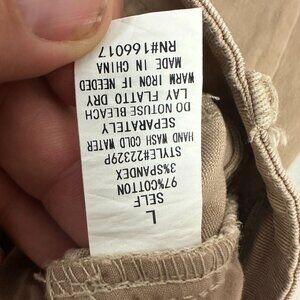 L
SELF
97%COTTON
3%SPANDEX
STYLE#22329P
HAND WASH COLD WATER
SEPARATELY
DO NOTUSE BLEACH
LAY FLATTO DRY
WARM IRON IF NEEDED
MADE IN CHINA
RN#166017